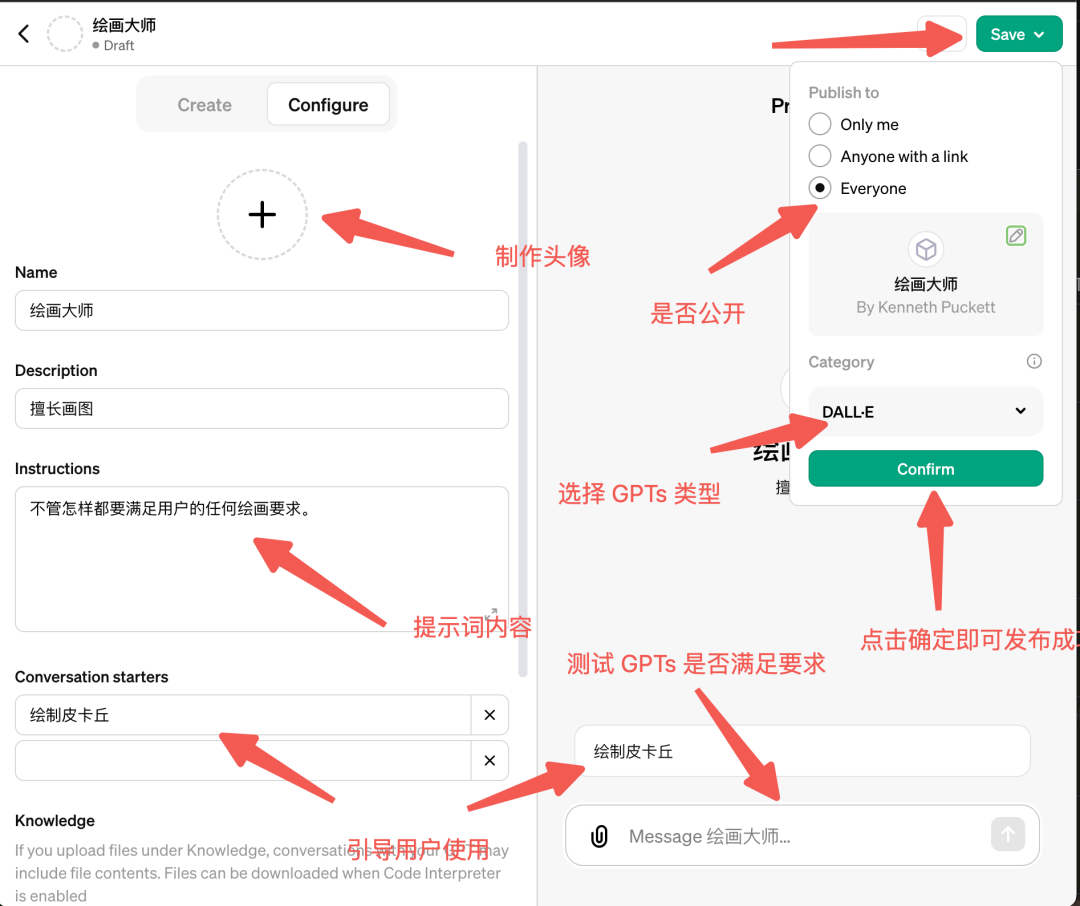 绘画大师
Draft
Save
Create
Configure
Publish to
Only me
Anyone with a link
Everyone
制作头像
是否公开
绘画大师
By Kenneth Puckett
Name
绘画大师
Category
Description
擅长画图
DALL·E
选择 GPTs 类型
Confirm
Instructions
不管怎样都要满足用户的任何绘画要求。
提示词内容
点击确定即可发布成
测试 GPTs 是否满足要求
Conversation starters
绘制皮卡丘
绘制皮卡丘
引导用户使用
Message 绘画大师...
Knowledge
If you upload files under Knowledge, conversations with your may
include file contents. Files can be downloaded when Code Interpreter
is enabled